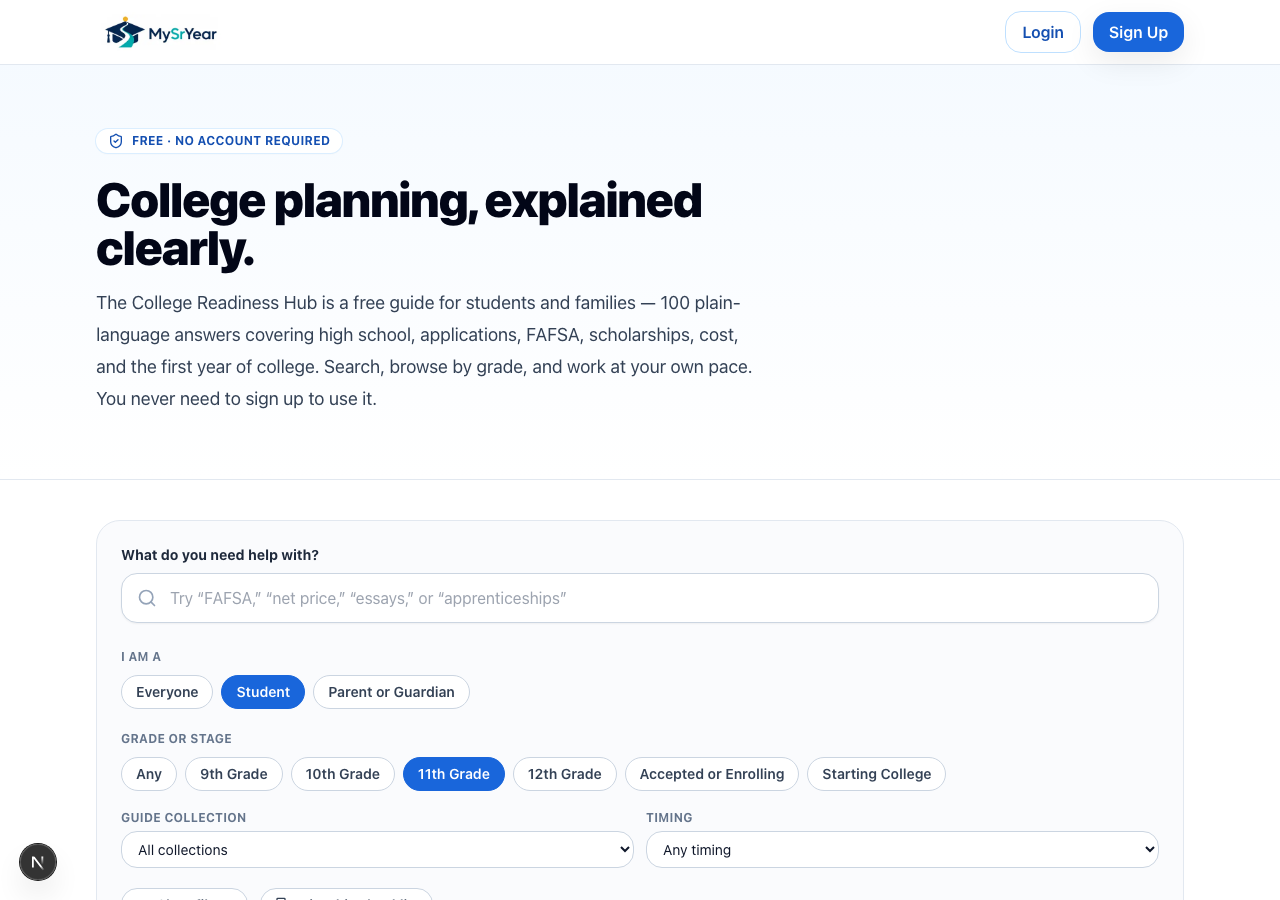 MySrYear
Login
Sign Up
FREE · NO ACCOUNT REQUIRED
College planning, explained
clearly.
The College Readiness Hub is a free guide for students and families — 100 plain-
language answers covering high school, applications, FAFSA, scholarships, cost,
and the first year of college. Search, browse by grade, and work at your own pace.
You never need to sign up to use it.
What do you need help with?
Try “FAFSA,” “net price,” “essays,” or “apprenticeships”
I AM A
Everyone
Student
Parent or Guardian
GRADE OR STAGE
Any
9th Grade
10th Grade
11th Grade
12th Grade
Accepted or Enrolling
Starting College
GUIDE COLLECTION
TIMING
All collections
Any timing
N